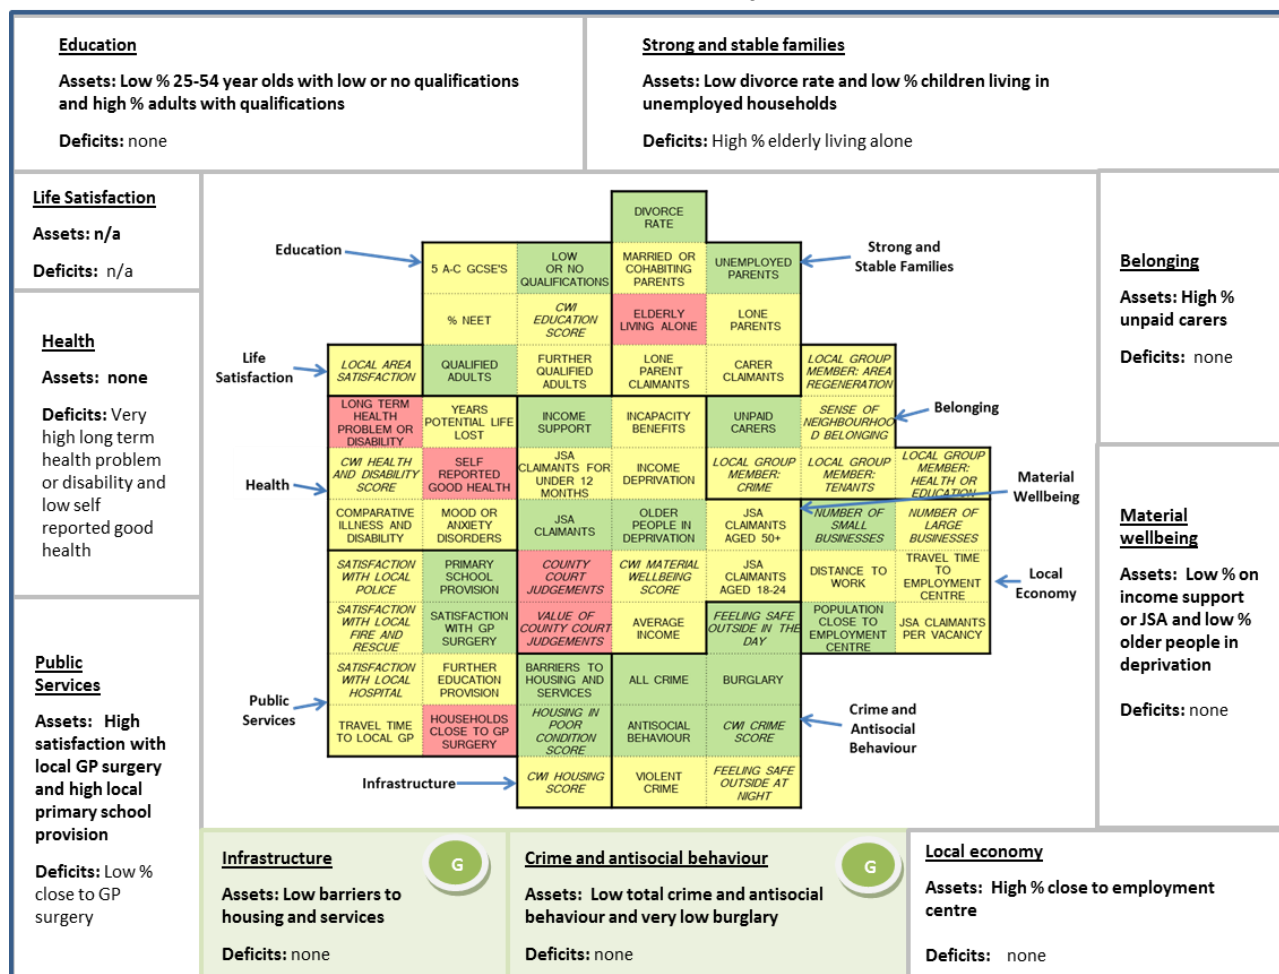 Education
Assets: Low % 25-54 year olds with low or no qualifications
and high % adults with qualifications
Deficits: none
Strong and stable families
Assets: Low divorce rate and low % children living in
unemployed households
Deficits: High % elderly living alone
Life Satisfaction
Assets: n/a
Deficits: n/a
Health
Assets: none
Deficits: Very
high long term
health problem
or disability and
low self
reported good
health
Public
Services
Assets: High
satisfaction with
local GP surgery
and high local
primary school
provision
Deficits: Low %
close to GP
surgery
Education
Life
Satisfaction
Health
Public
Services
Infrastructure
Strong and
Stable Families
Belonging
Material
Wellbeing
Local
Economy
Crime and
Antisocial
Behaviour
DIVORCE
RATE
5 A-C GCSE'S
LOW
OR NO
QUALIFICATIONS
MARRIED OR
COHABITING
PARENTS
UNEMPLOYED
PARENTS
% NEET
CWI
EDUCATION
SCORE
ELDERLY
LIVING ALONE
LONE
PARENTS
LOCAL AREA
SATISFACTION
QUALIFIED
ADULTS
FURTHER
QUALIFIED
ADULTS
LONE
PARENT
CLAIMANTS
CARER
CLAIMANTS
LOCAL GROUP
MEMBER: AREA
REGENERATION
LONG TERM
HEALTH
PROBLEM OR
DISABILITY
YEARS
POTENTIAL LIFE
LOST
INCOME
SUPPORT
INCAPACITY
BENEFITS
UNPAID
CARERS
SENSE OF
NEIGHBOURHOO
D BELONGING
CWI HEALTH
AND DISABILITY
SCORE
SELF
REPORTED
GOOD HEALTH
JSA
CLAIMANTS FOR
UNDER 12
MONTHS
INCOME
DEPRIVATION
LOCAL GROUP
MEMBER:
CRIME
LOCAL GROUP
MEMBER:
TENANTS
LOCAL GROUP
MEMBER:
HEALTH OR
EDUCATION
COMPARATIVE
ILLNESS AND
DISABILITY
MOOD OR
ANXIETY
DISORDERS
JSA
CLAIMANTS
OLDER
PEOPLE IN
DEPRIVATION
JSA
CLAIMANTS
AGED 50+
NUMBER OF
SMALL
BUSINESSES
NUMBER OF
LARGE
BUSINESSES
SATISFACTION
WITH LOCAL
POLICE
PRIMARY
SCHOOL
PROVISION
COUNTY
COURT
JUDGEMENTS
CWI MATERIAL
WELLBEING
SCORE
JSA
CLAIMANTS
AGED 18-24
DISTANCE TO
WORK
TRAVEL TIME
TO
EMPLOYMENT
CENTRE
SATISFACTION
WITH LOCAL
FIRE AND
RESCUE
SATISFACTION
WITH GP
SURGERY
VALUE OF
COUNTY COURT
JUDGEMENTS
AVERAGE
INCOME
FEELING SAFE
OUTSIDE IN THE
DAY
POPULATION
CLOSE TO
EMPLOYMENT
CENTRE
JSA CLAIMANTS
PER VACANCY
SATISFACTION
WITH LOCAL
HOSPITAL
FURTHER
EDUCATION
PROVISION
BARRIERS TO
HOUSING AND
SERVICES
ALL CRIME
BURGLARY
TRAVEL TIME
TO LOCAL GP
HOUSEHOLDS
CLOSE TO GP
SURGERY
HOUSING IN
POOR
CONDITION
SCORE
ANTISOCIAL
BEHAVIOUR
CWI CRIME
SCORE
CWI HOUSING
SCORE
VIOLENT
CRIME
FEELING SAFE
OUTSIDE AT
NIGHT
Belonging
Assets: High %
unpaid carers
Deficits: none
Material
wellbeing
Assets: Low % on
income support
or JSA and low %
older people in
deprivation
Deficits: none
Infrastructure
G
Assets: Low barriers to
housing and services
Deficits: none
Crime and antisocial behaviour
G
Assets: Low total crime and antisocial
behaviour and very low burglary
Deficits: none
Local economy
Assets: High % close to employment
centre
Deficits: none